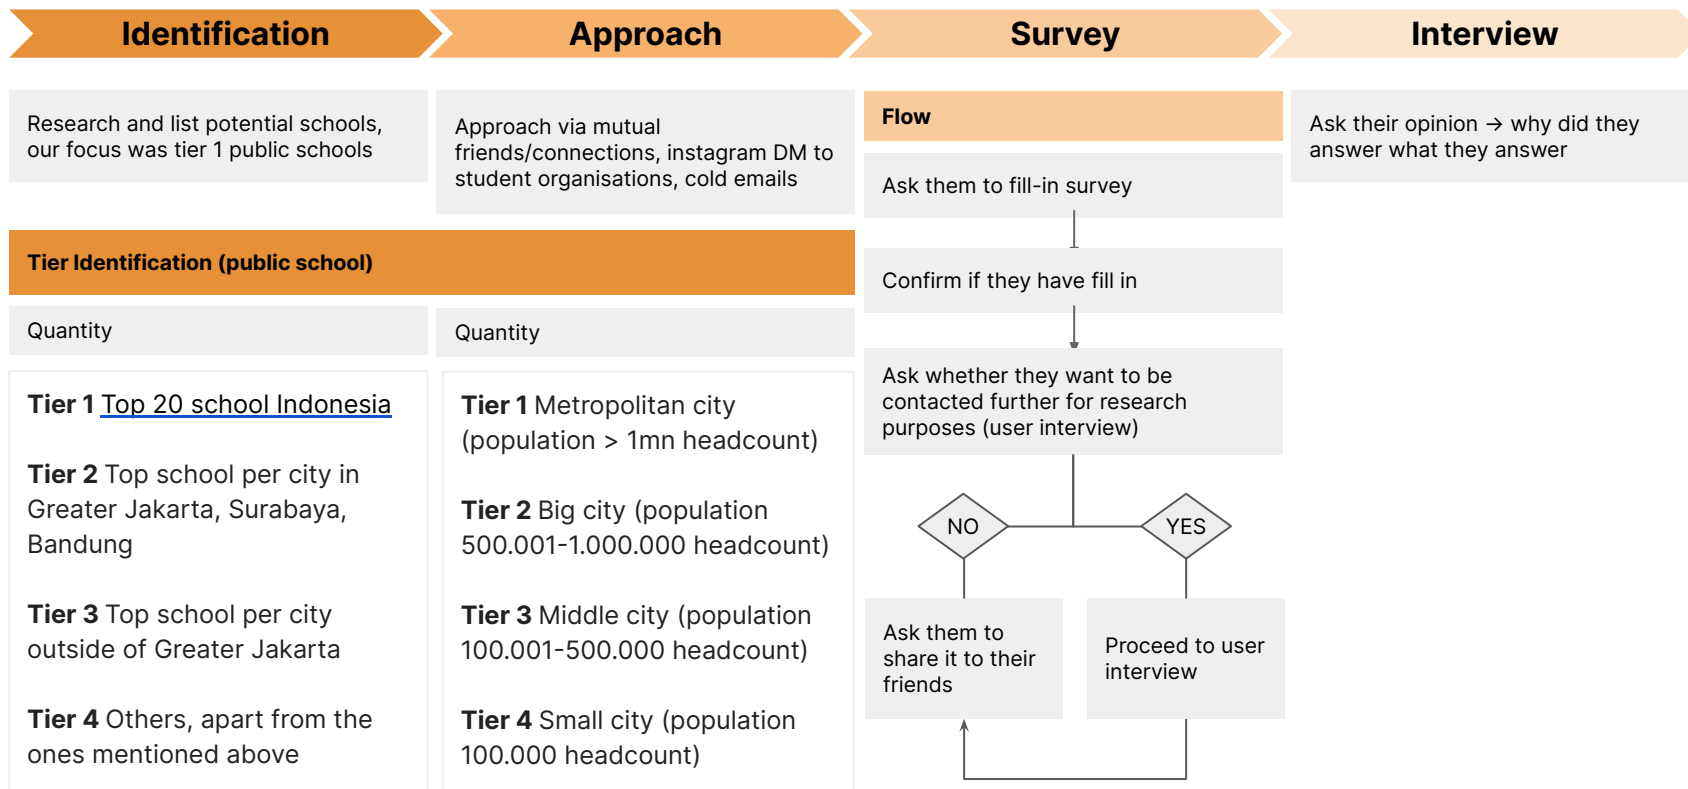 Identification
Approach
Survey
Interview
Research and list potential schools,
our focus was tier 1 public schools
Approach via mutual
friends/connections, instagram DM to
student organisations, cold emails
Tier Identification (public school)
Quantity
Quantity
Tier 1 Top 20 school Indonesia
Tier 2 Top school per city in
Greater Jakarta, Surabaya,
Bandung
Tier 3 Top school per city
outside of Greater Jakarta
Tier 4 Others, apart from the
ones mentioned above
Tier 1 Metropolitan city
(population > 1mn headcount)
Tier 2 Big city (population
500.001-1.000.000 headcount)
Tier 3 Middle city (population
100.001-500.000 headcount)
Tier 4 Small city (population
100.000 headcount)
Flow
Ask them to fill-in survey
Confirm if they have fill in
Ask whether they want to be
contacted further for research
purposes (user interview)
NO
YES
Ask them to
share it to their
friends
Proceed to user
interview
Ask their opinion → why did they
answer what they answer